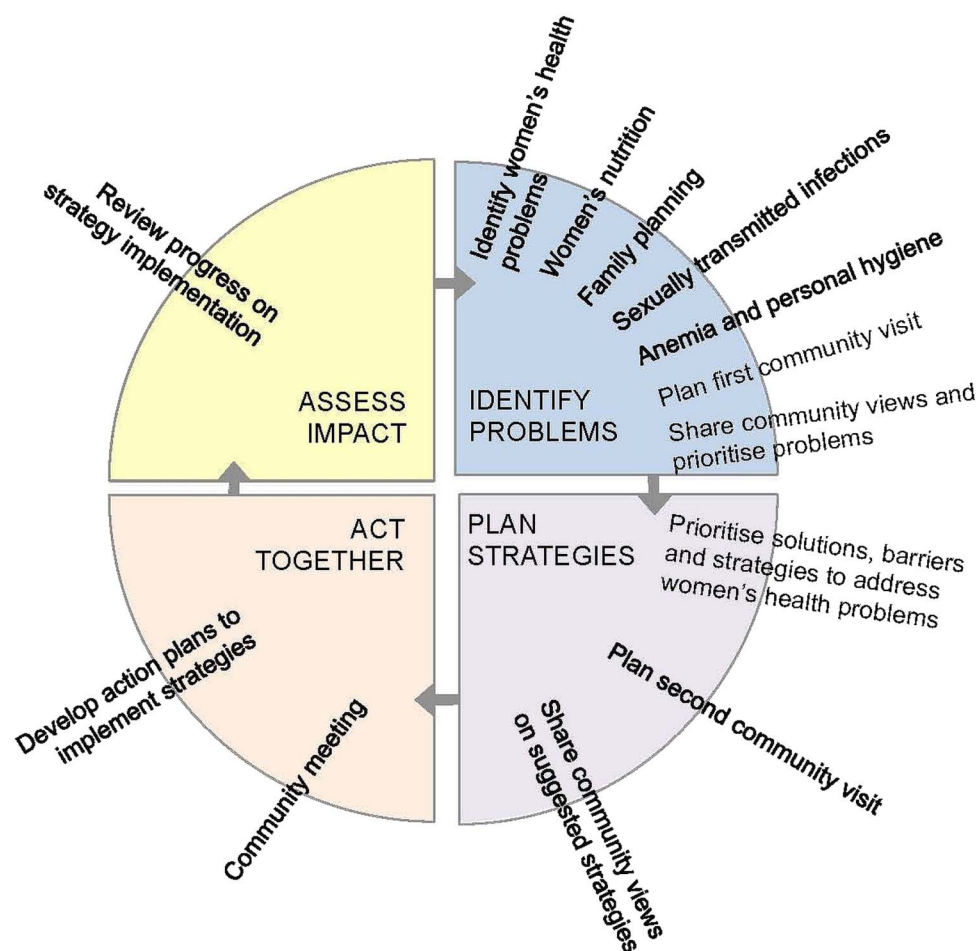 Identify women's health
problems
Women's nutrition
Family planning
Sexually transmitted infections
Anemia and personal hygiene
Plan first community visit
Share community views and
prioritise problems
IDENTIFY
PROBLEMS
PLAN
STRATEGIES
Prioritise solutions, barriers
and strategies to address
women's health problems
Plan second community visit
Share community views
on suggested strategies
ACT
TOGETHER
Community meeting
Develop action plans to
implement strategies
ASSESS
IMPACT
Review progress on
strategy implementation